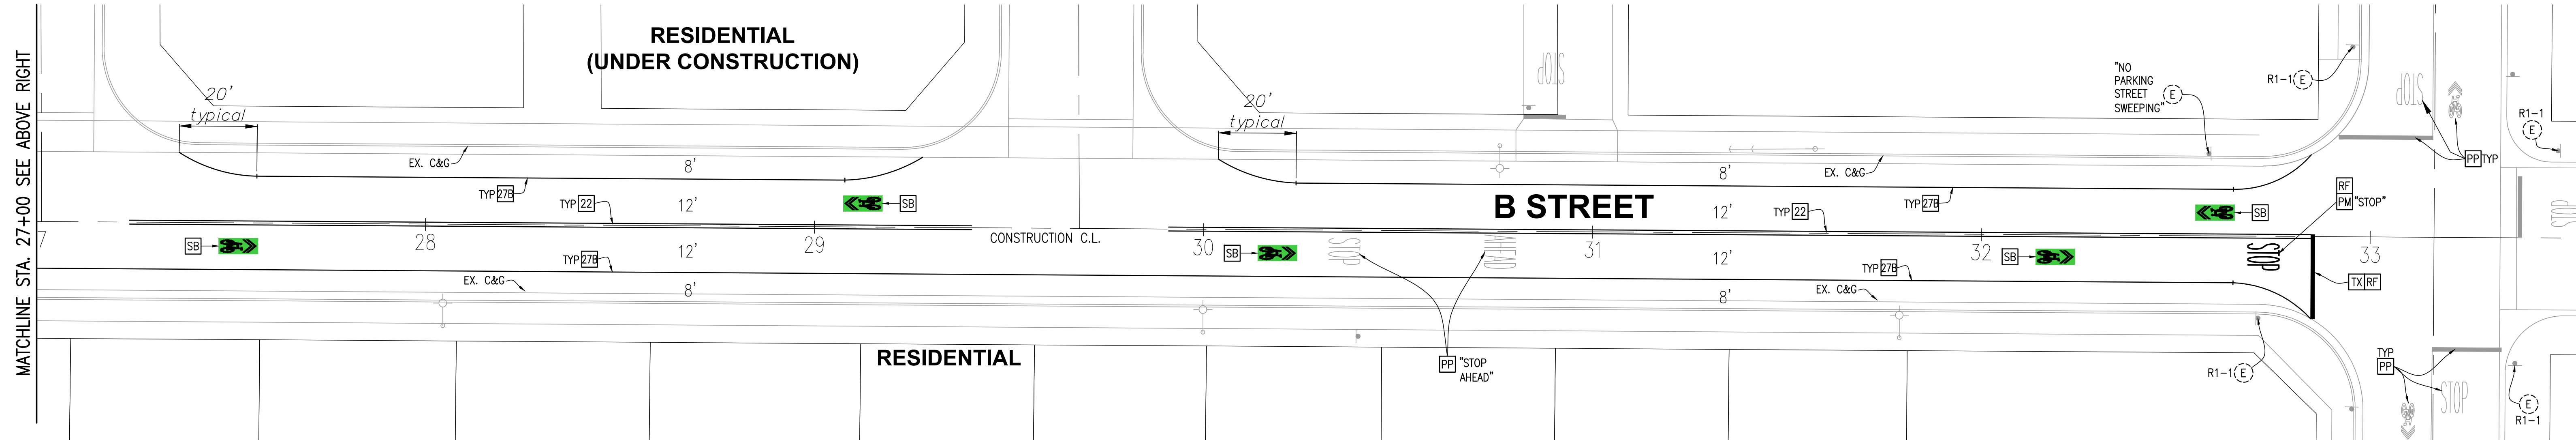 MATCHLINE STA. 27+00 SEE ABOVE RIGHT
RESIDENTIAL
(UNDER CONSTRUCTION)
20'
typical
EX. C&G
8'
TYP 27B
TYP 22
12'
SB
7
28
29
CONSTRUCTION C.L.
SB
12'
TYP 27B
EX. C&G
8'
RESIDENTIAL
20'
typical
STOP
"NO
PARKING
STREET
SWEEPING"
E
R1-1 E
STOP
R1-1
E
PP TYP
8'
EX. C&G
B STREET
12'
TYP 22
TYP 27B
SB
RF
PM "STOP"
30
31
32
33
SB
STOP
AHEAD
12'
SB
STOP
TYP 27B
TX RF
8'
EX. C&G
STOP
PP "STOP
AHEAD"
R1-1 E
TYP
PP
STOP
E
R1-1